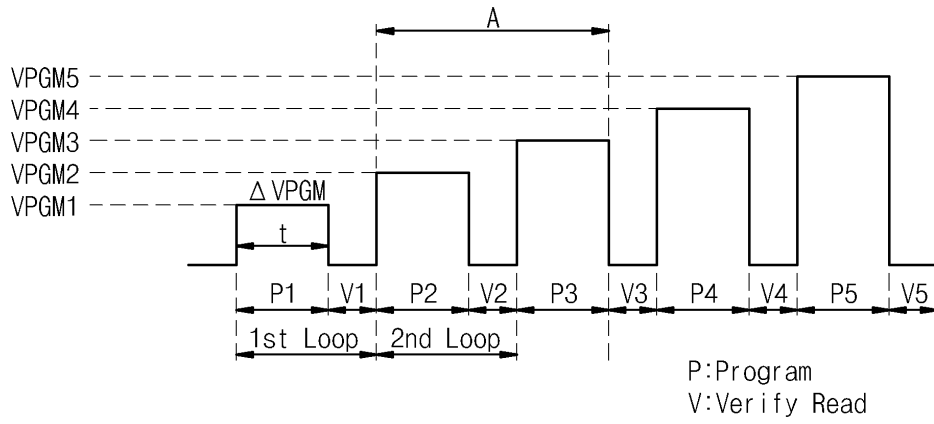 A
VPGM5
VPGM4
VPGM3
VPGM2
VPGM1
Δ VPGM
t
P1 V1 P2 V2 P3 V3 P4 V4 P5 V5
1st Loop 2nd Loop
P:Program
V:Verify Read